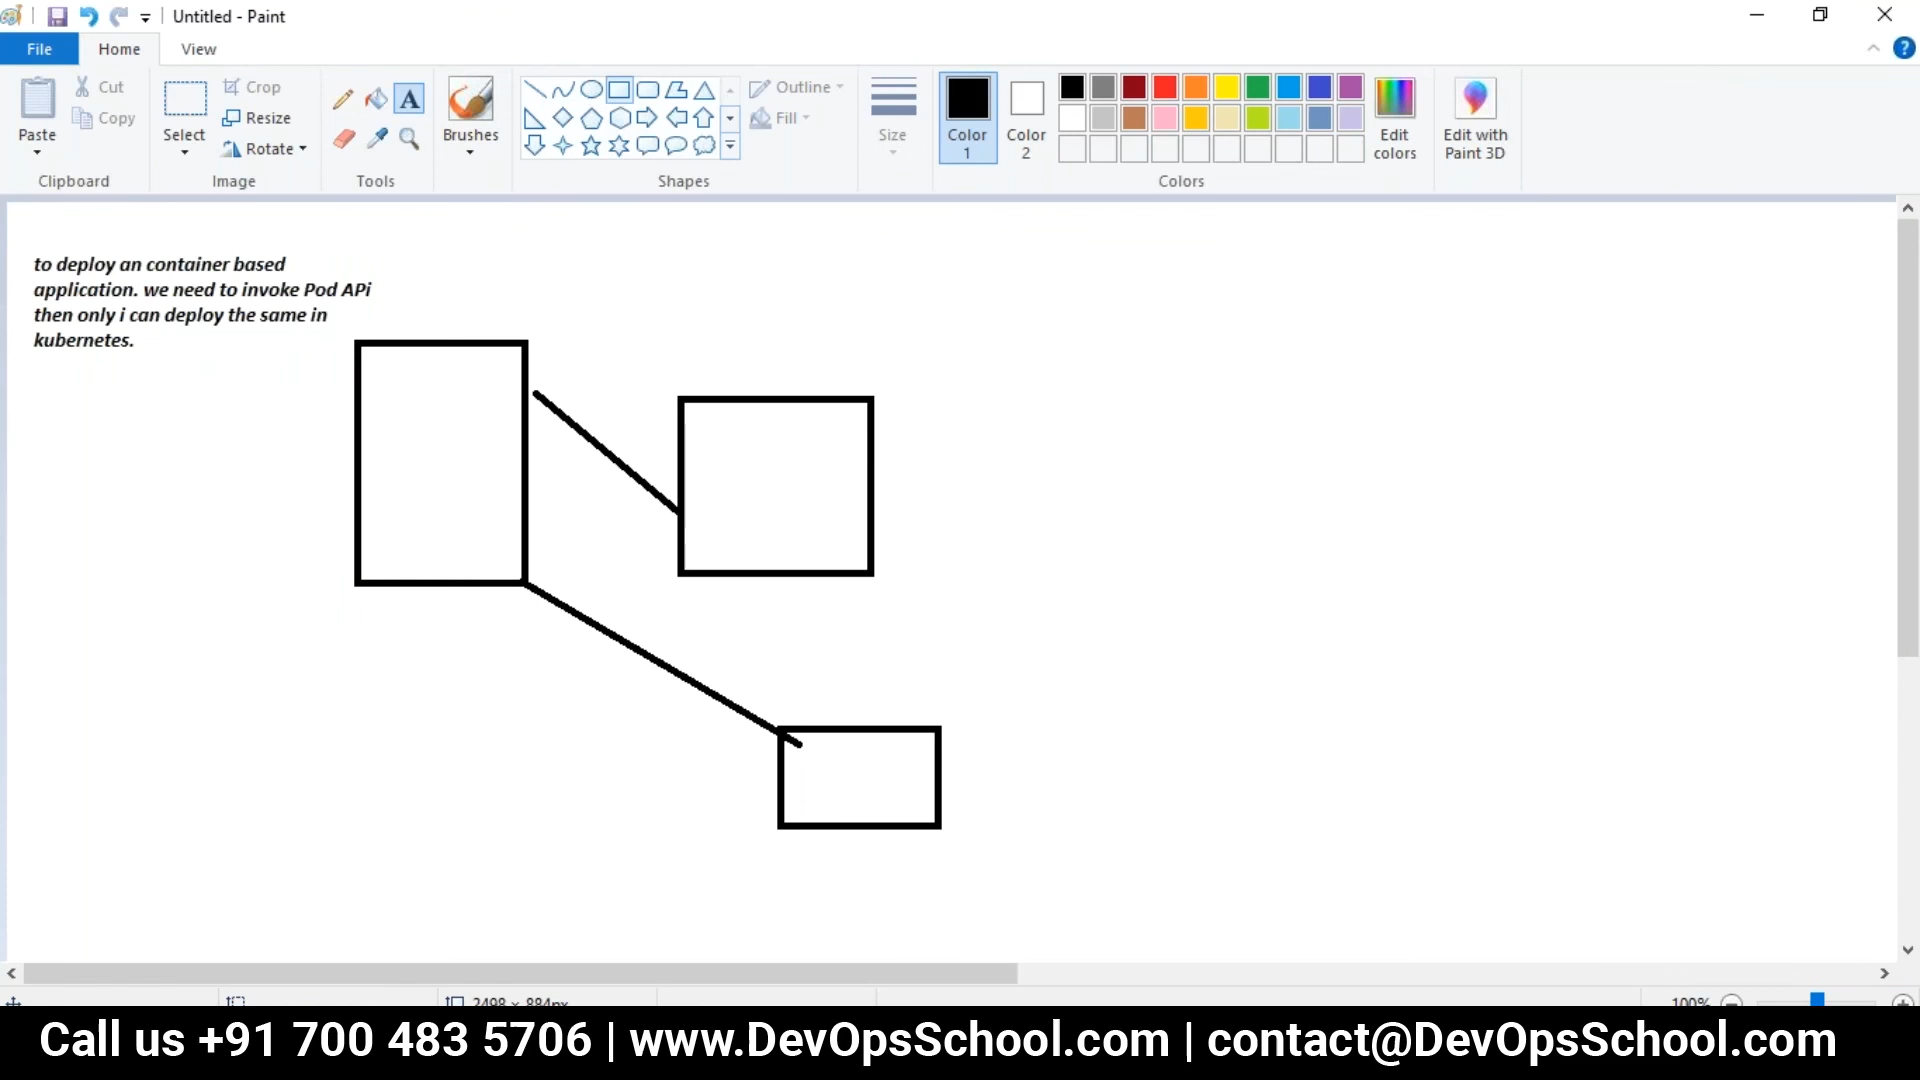 Untitled - Paint
File Home View
Paste
Cut
Copy
Clipboard
Select
Crop
Resize
Rotate
Image
A
Tools
Brushes
Shapes
Outline
Fill
Size
Color 1
Color 2
Colors
Edit colors
Edit with Paint 3D
to deploy an container based
application. we need to invoke Pod APi
then only i can deploy the same in
kubernetes.
2498 × 884px
100%
Call us +91 700 483 5706 | www.DevOpsSchool.com | contact@DevOpsSchool.com